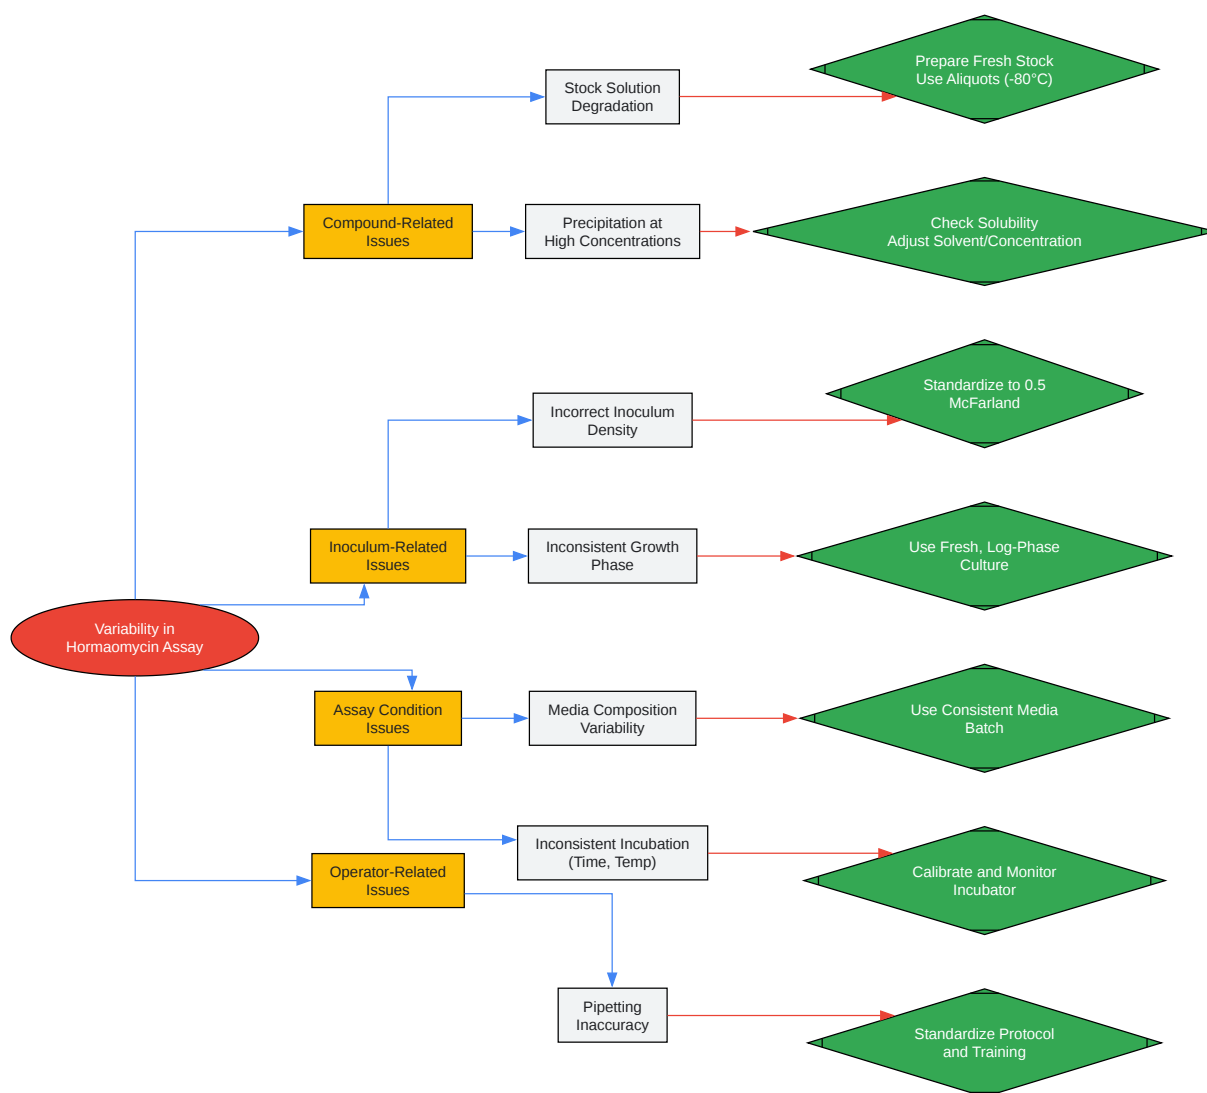 Prepare Fresh Stock
Use Aliquots (-80°C)
Stock Solution
Degradation
Compound-Related
Issues
Precipitation at
High Concentrations
Check Solubility
Adjust Solvent/Concentration
Incorrect Inoculum
Density
Standardize to 0.5
McFarland
Inoculum-Related
Issues
Inconsistent Growth
Phase
Use Fresh, Log-Phase
Culture
Variability in
Hormaomycin Assay
Assay Condition
Issues
Media Composition
Variability
Use Consistent Media
Batch
Operator-Related
Issues
Inconsistent Incubation
(Time, Temp)
Calibrate and Monitor
Incubator
Pipetting
Inaccuracy
Standardize Protocol
and Training